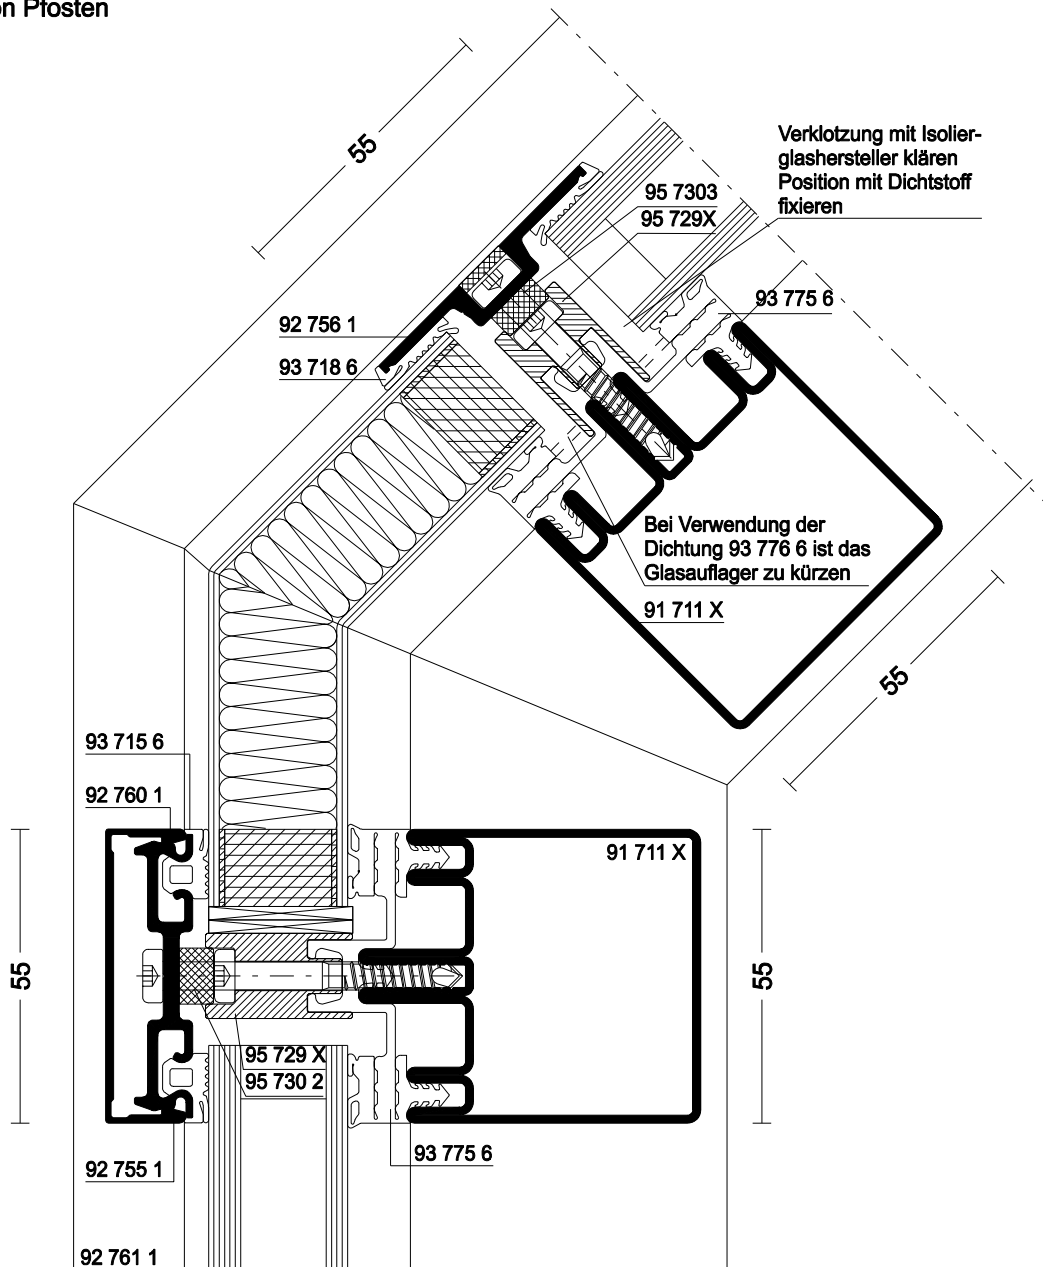 on Pfosten
55
Verklotzung mit Isolier-
glashersteller klären
Position mit Dichtstoff
fixieren
95 7303
95 729X
93 775 6
92 756 1
93 718 6
Bei Verwendung der
Dichtung 93 776 6 ist das
Glasauflager zu kürzen
91 711 X
55
93 715 6
92 760 1
91 711 X
55
55
95 729 X
95 730 2
93 775 6
92 755 1
92 761 1